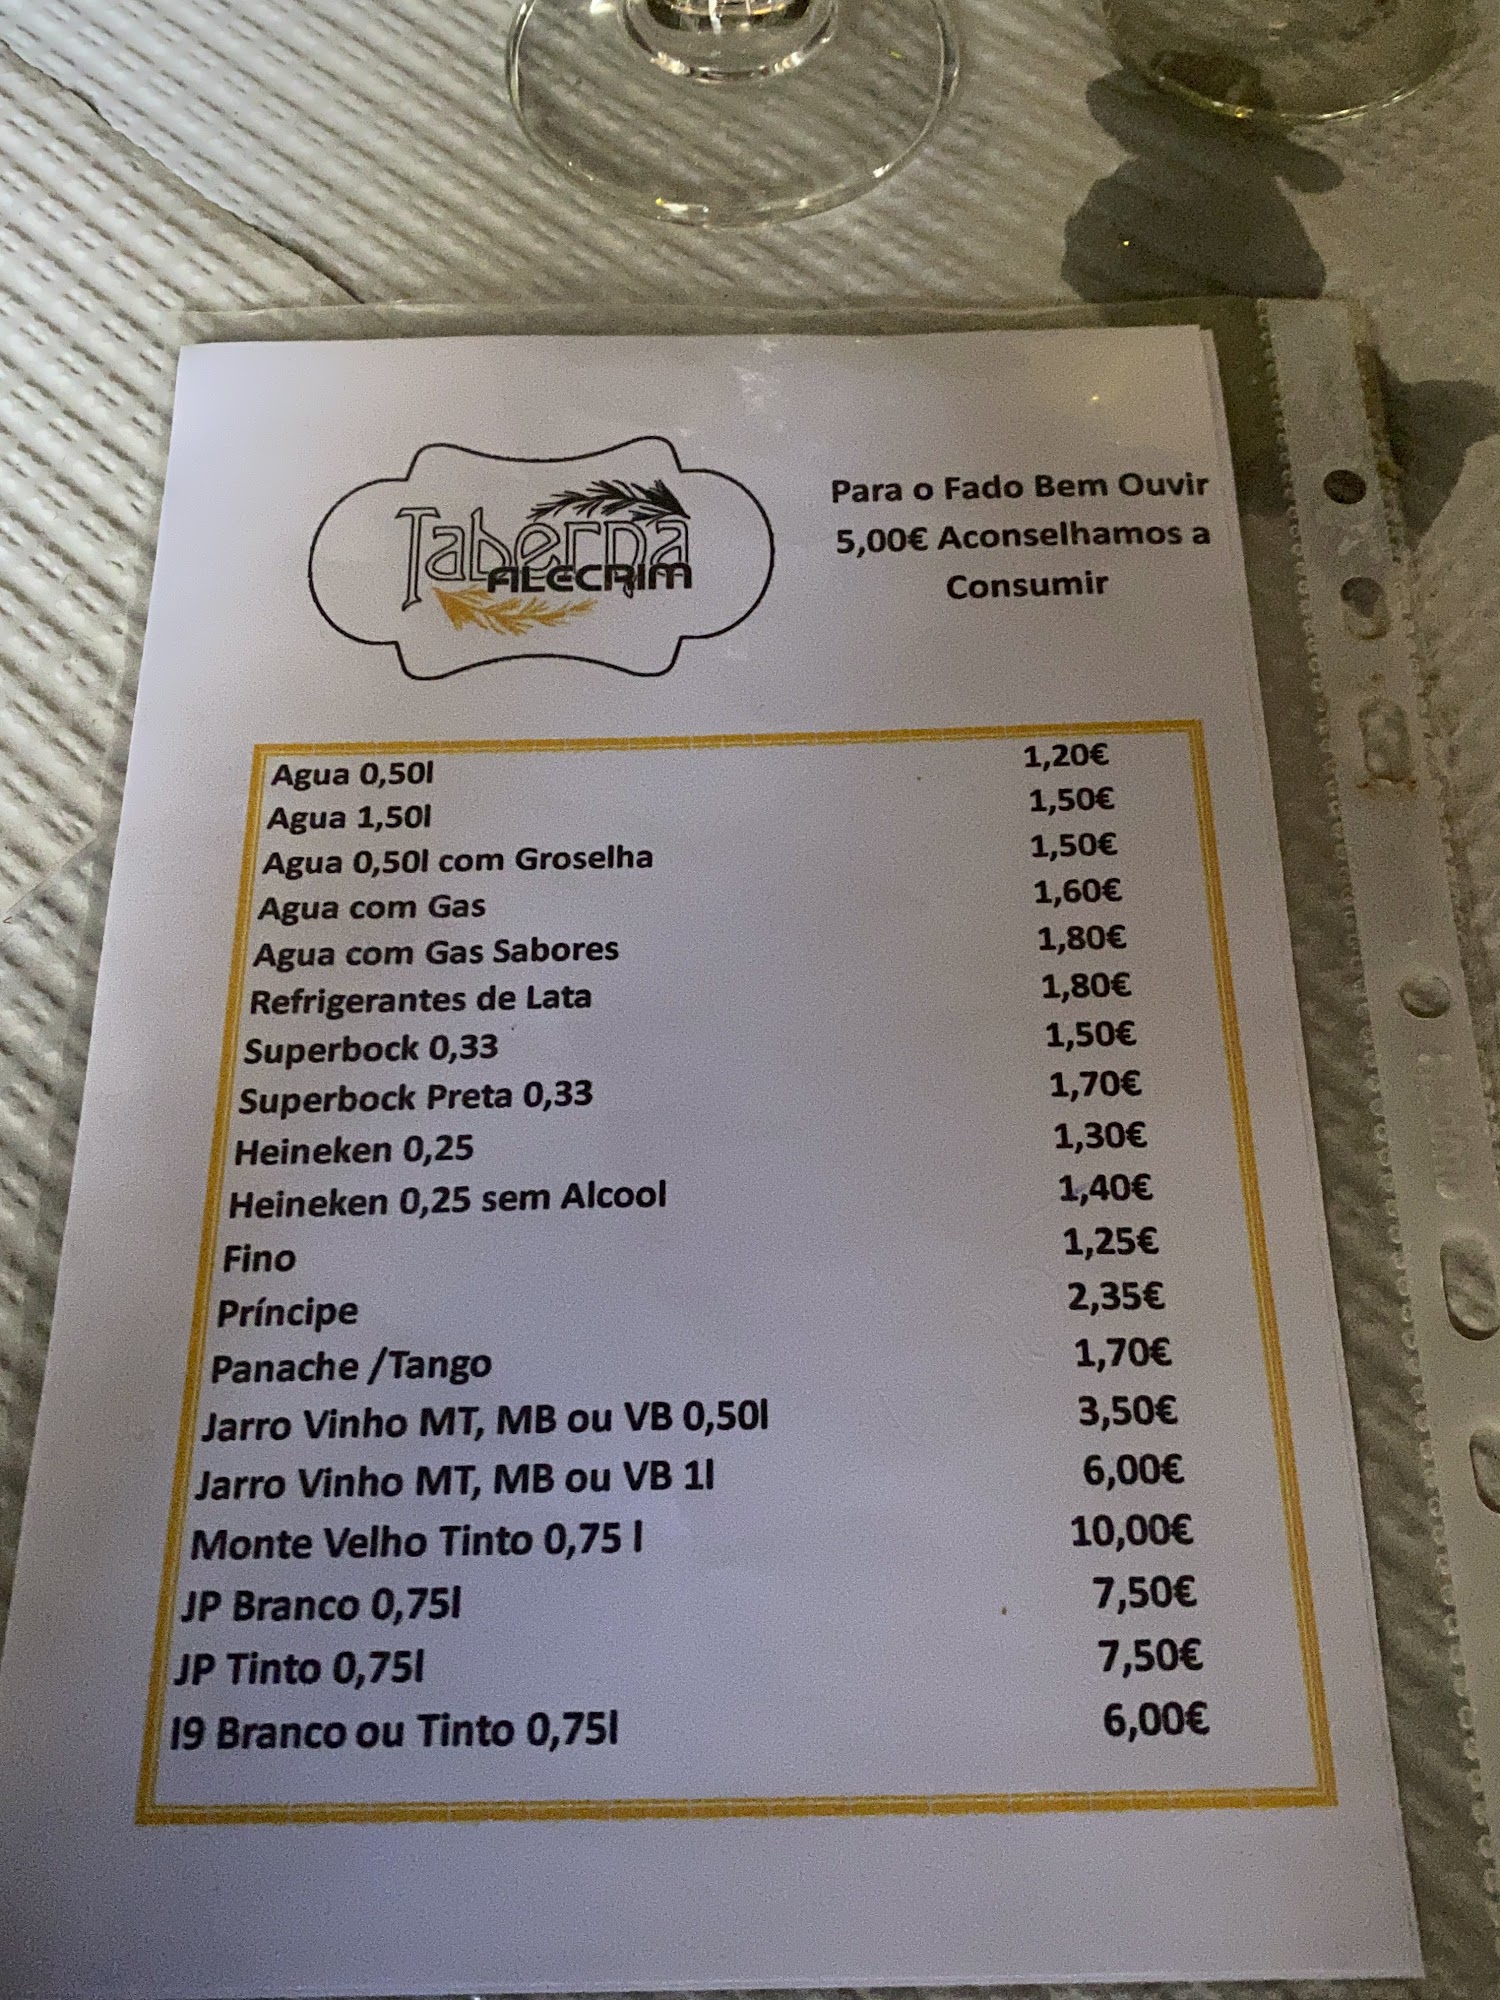 Taberna
ALECRIM
Para o Fado Bem Ouvir
5,00€ Aconselhamos a
Consumir
Agua 0,50l 1,20€
Agua 1,50l 1,50€
Agua 0,50l com Groselha 1,50€
Agua com Gas 1,60€
Agua com Gas Sabores 1,80€
Refrigerantes de Lata 1,80€
Superbock 0,33 1,50€
Superbock Preta 0,33 1,70€
Heineken 0,25 1,30€
Heineken 0,25 sem Alcool 1,40€
Fino 1,25€
Príncipe 2,35€
Panache /Tango 1,70€
Jarro Vinho MT, MB ou VB 0,50l 3,50€
Jarro Vinho MT, MB ou VB 1l 6,00€
Monte Velho Tinto 0,75 l 10,00€
JP Branco 0,75l 7,50€
JP Tinto 0,75l 7,50€
I9 Branco ou Tinto 0,75l 6,00€